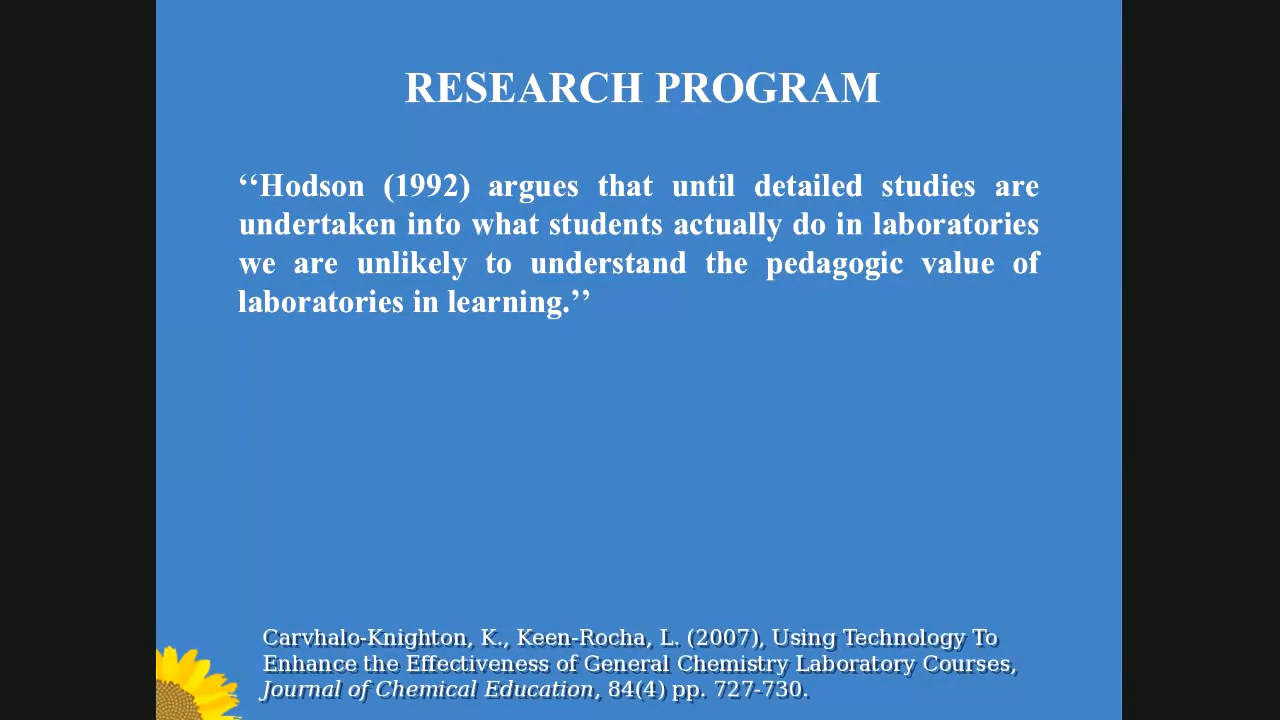 RESEARCH PROGRAM
‘‘Hodson (1992) argues that until detailed studies are
undertaken into what students actually do in laboratories
we are unlikely to understand the pedagogic value of
laboratories in learning.’’
Carvhalo-Knighton, K., Keen-Rocha, L. (2007), Using Technology To
Enhance the Effectiveness of General Chemistry Laboratory Courses,
Journal of Chemical Education, 84(4) pp. 727-730.